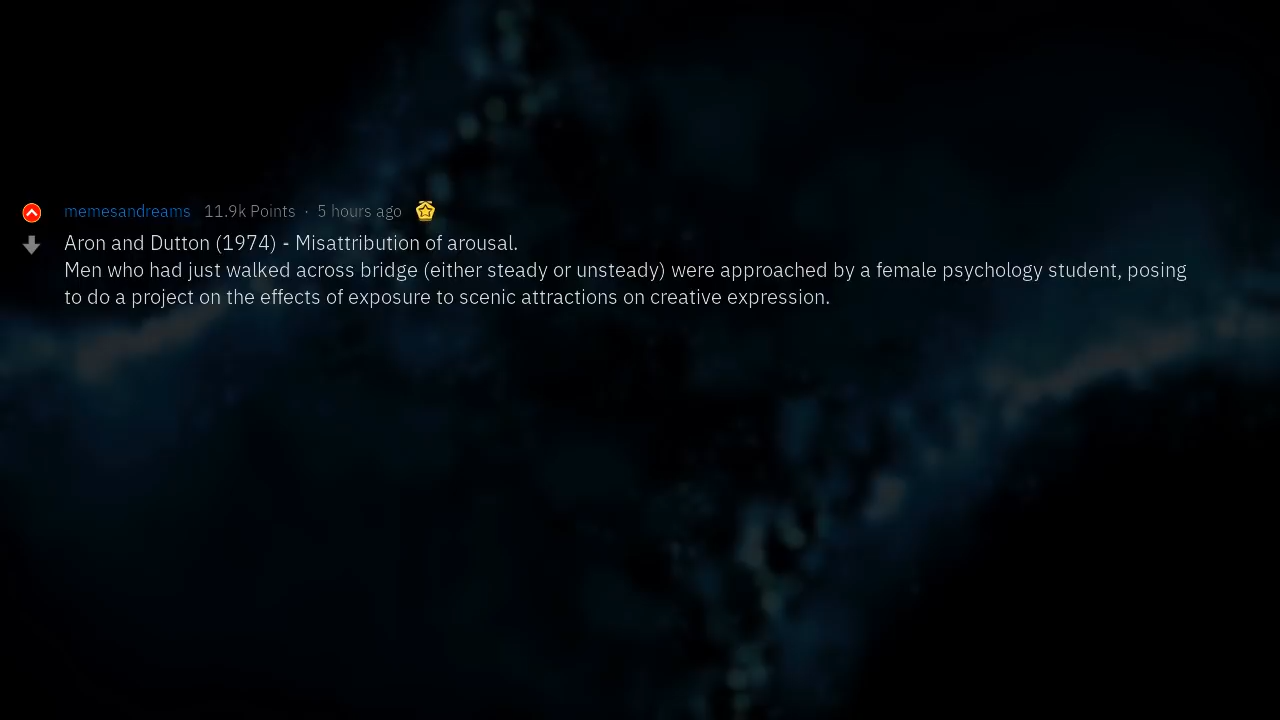 memesandreams 11.9k Points · 5 hours ago
Aron and Dutton (1974) - Misattribution of arousal.
Men who had just walked across bridge (either steady or unsteady) were approached by a female psychology student, posing
to do a project on the effects of exposure to scenic attractions on creative expression.